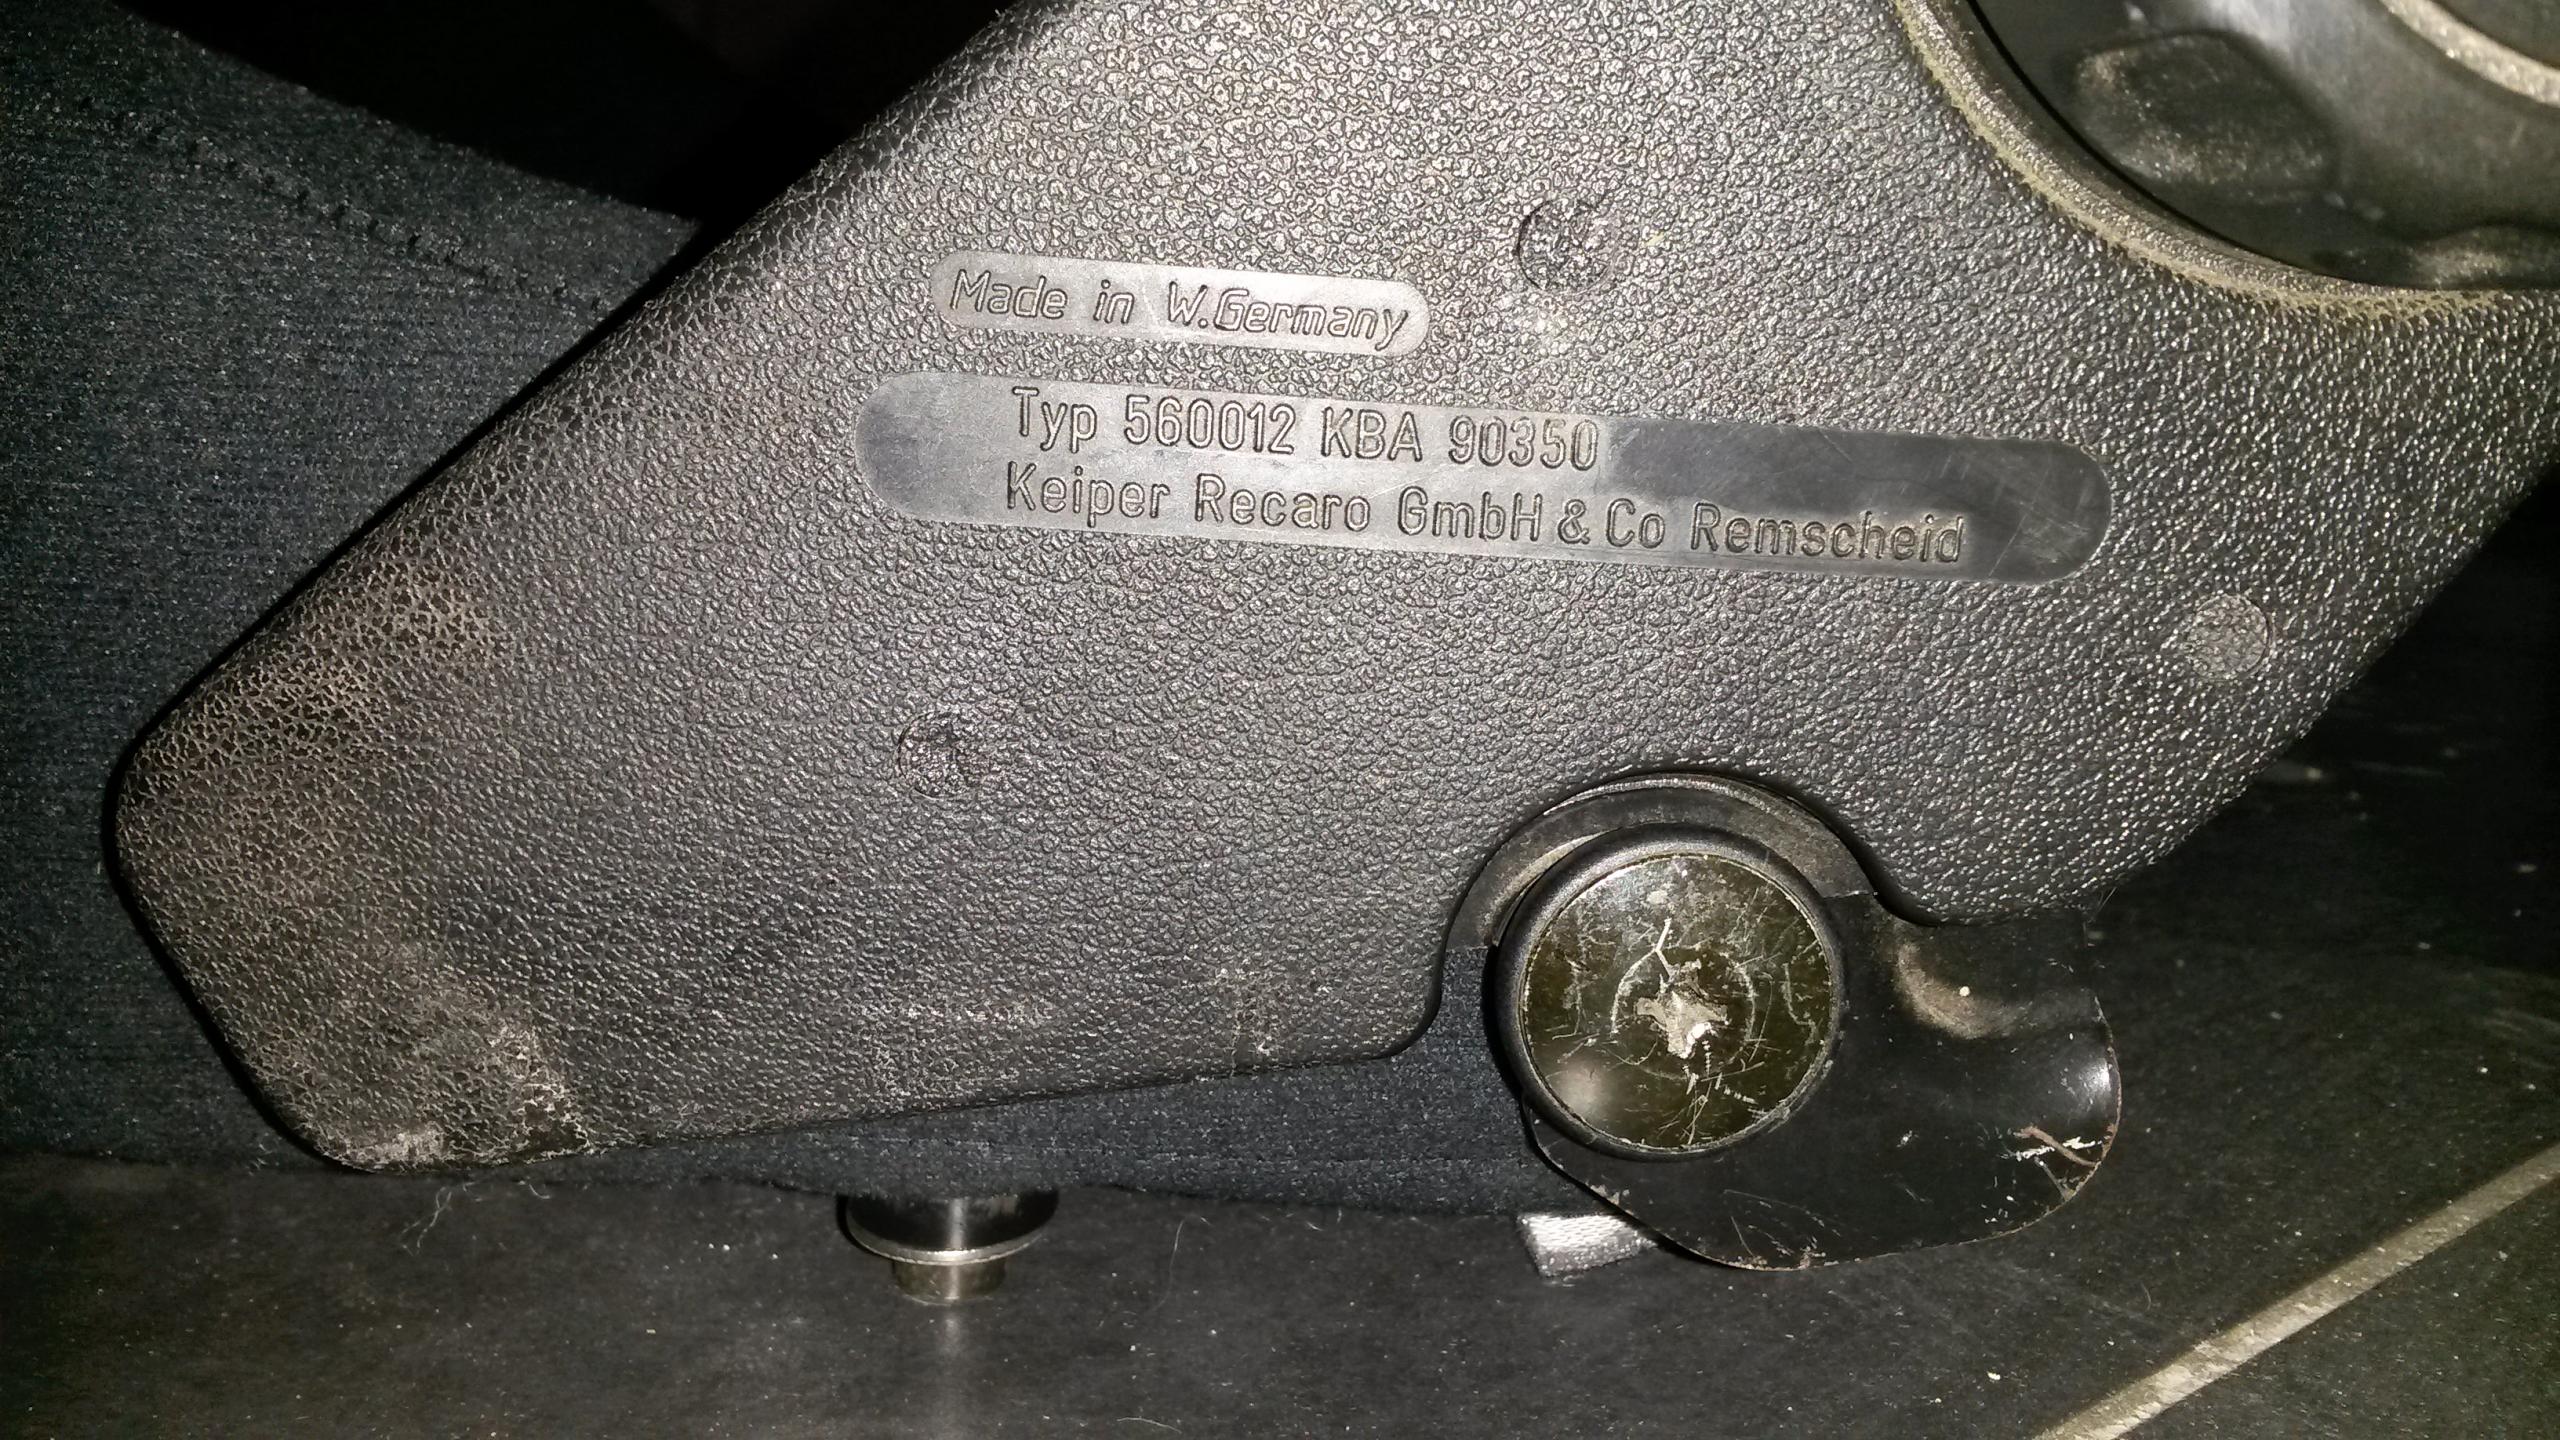 Made in W.Germany
Typ 560012 KBA 90350
Keiper Recaro GmbH & Co Remscheid